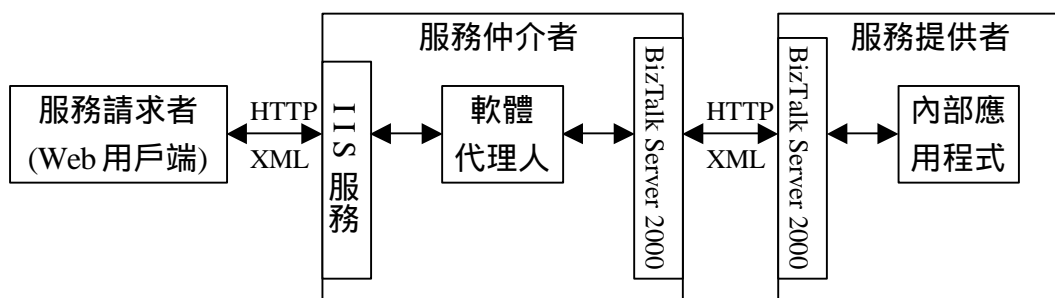 服務仲介者
服務提供者
服務請求者
(Web 用戶端)
HTTP
XML
IIS 服務
軟體
代理人
BizTalk Server 2000
HTTP
XML
BizTalk Server 2000
內部應
用程式